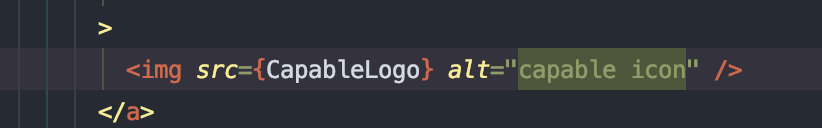 >
<img src={CapableLogo} alt="capable icon" />
</a>